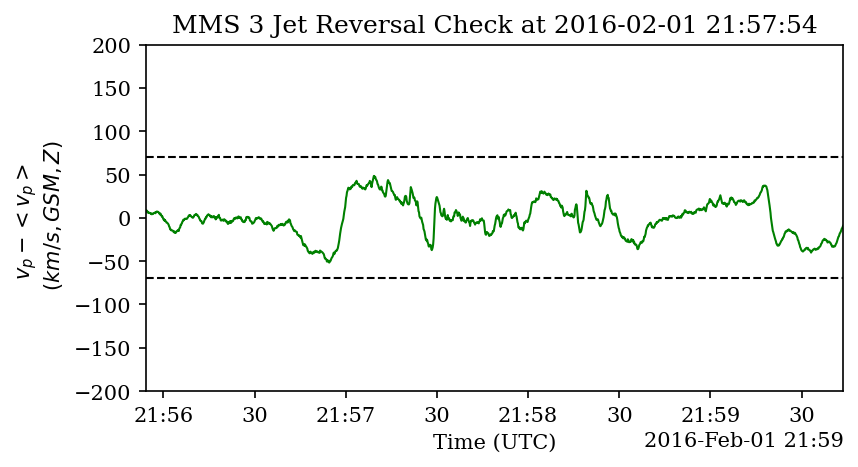 MMS 3 Jet Reversal Check at 2016-02-01 21:57:54
v_p − < v_p >
(km/s, GSM, Z)
200
150
100
50
0
−50
−100
−150
−200
21:56 30 21:57 30 21:58 30 21:59 30
Time (UTC) 2016-Feb-01 21:59